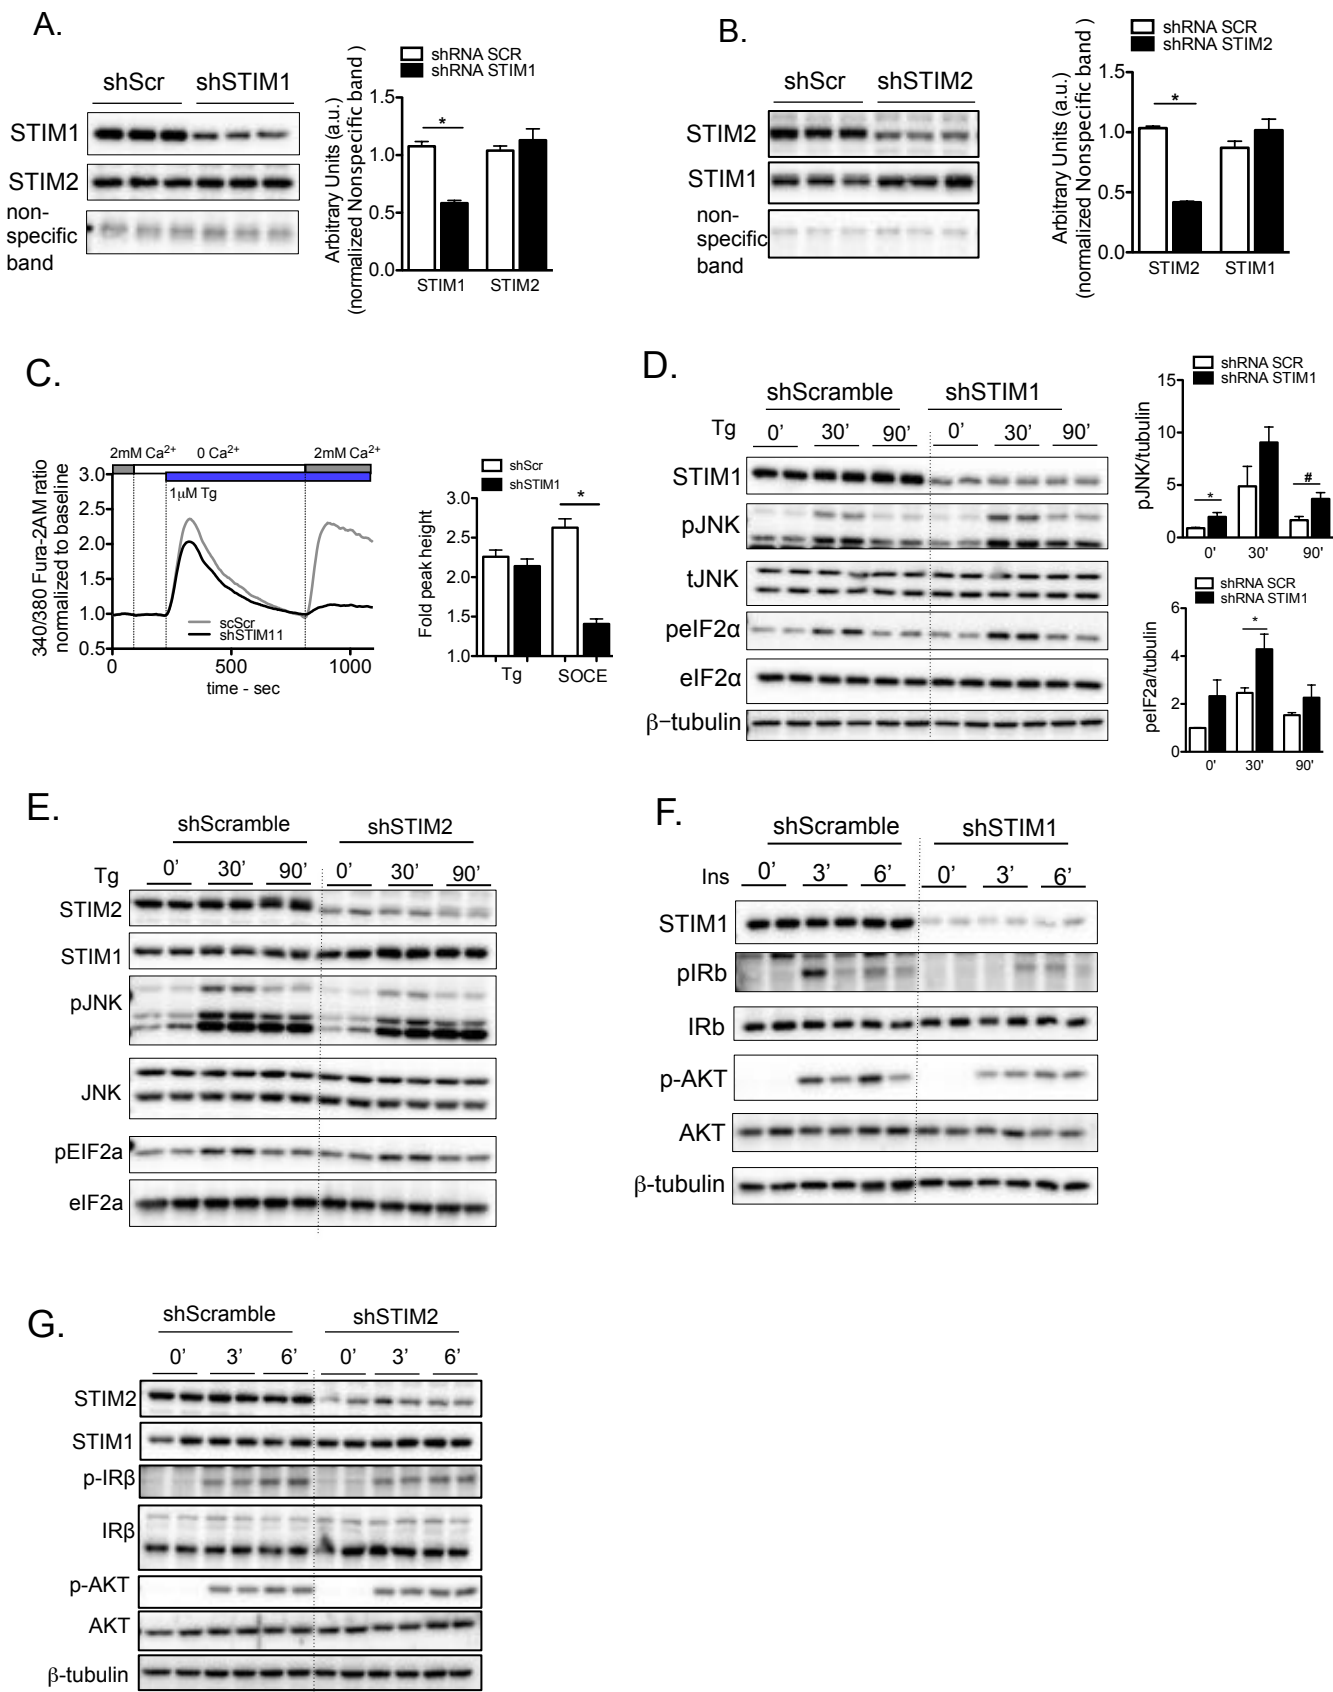 A.
shScr shSTIM1
STIM1
STIM2
non-
specific
band
shRNA SCR
shRNA STIM1
Arbitrary Units (a.u.)
(normalized Nonspecific band )
1.5
1.0
0.5
0.0
STIM1 STIM2
*
B.
shScr shSTIM2
STIM2
STIM1
non-
specific
band
shRNA SCR
shRNA STIM2
Arbitrary Units (a.u.)
(normalized Nonspecific band )
1.5
1.0
0.5
0.0
STIM2 STIM1
*
C.
2mM Ca²⁺ 0 Ca²⁺ 2mM Ca²⁺
1μM Tg
340/380 Fura-2AM ratio
normalized to baseline
3.0
2.5
2.0
1.5
1.0
0.5
scScr
shSTIM11
0 500 1000
time - sec
shScr
shSTIM1
Fold peak height
3.0
2.5
2.0
1.5
1.0
Tg SOCE
*
D.
shScramble shSTIM1
Tg 0' 30' 90' 0' 30' 90'
STIM1
pJNK
tJNK
peIF2α
eIF2α
β−tubulin
shRNA SCR
shRNA STIM1
pJNK/tubulin
15
10
5
0
* #
0' 30' 90'
shRNA SCR
shRNA STIM1
peIF2a/tubulin
6
4
2
0
*
0' 30' 90'
E.
shScramble shSTIM2
Tg 0’ 30’ 90’ 0’ 30’ 90’
STIM2
STIM1
pJNK
JNK
pEIF2a
eIF2a
F.
shScramble shSTIM1
Ins 0’ 3’ 6’ 0’ 3’ 6’
STIM1
pIRb
IRb
p-AKT
AKT
β-tubulin
G.
shScramble shSTIM2
0’ 3’ 6’ 0’ 3’ 6’
STIM2
STIM1
p-IRβ
IRβ
p-AKT
AKT
β-tubulin